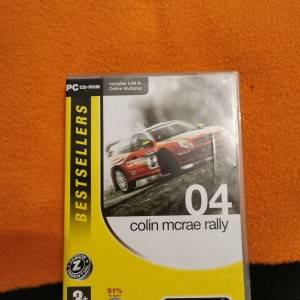 PC CD-ROM
Includes LAN &
Online Multiplay
BESTSELLERS
04
colin mcrae rally
3+
91%